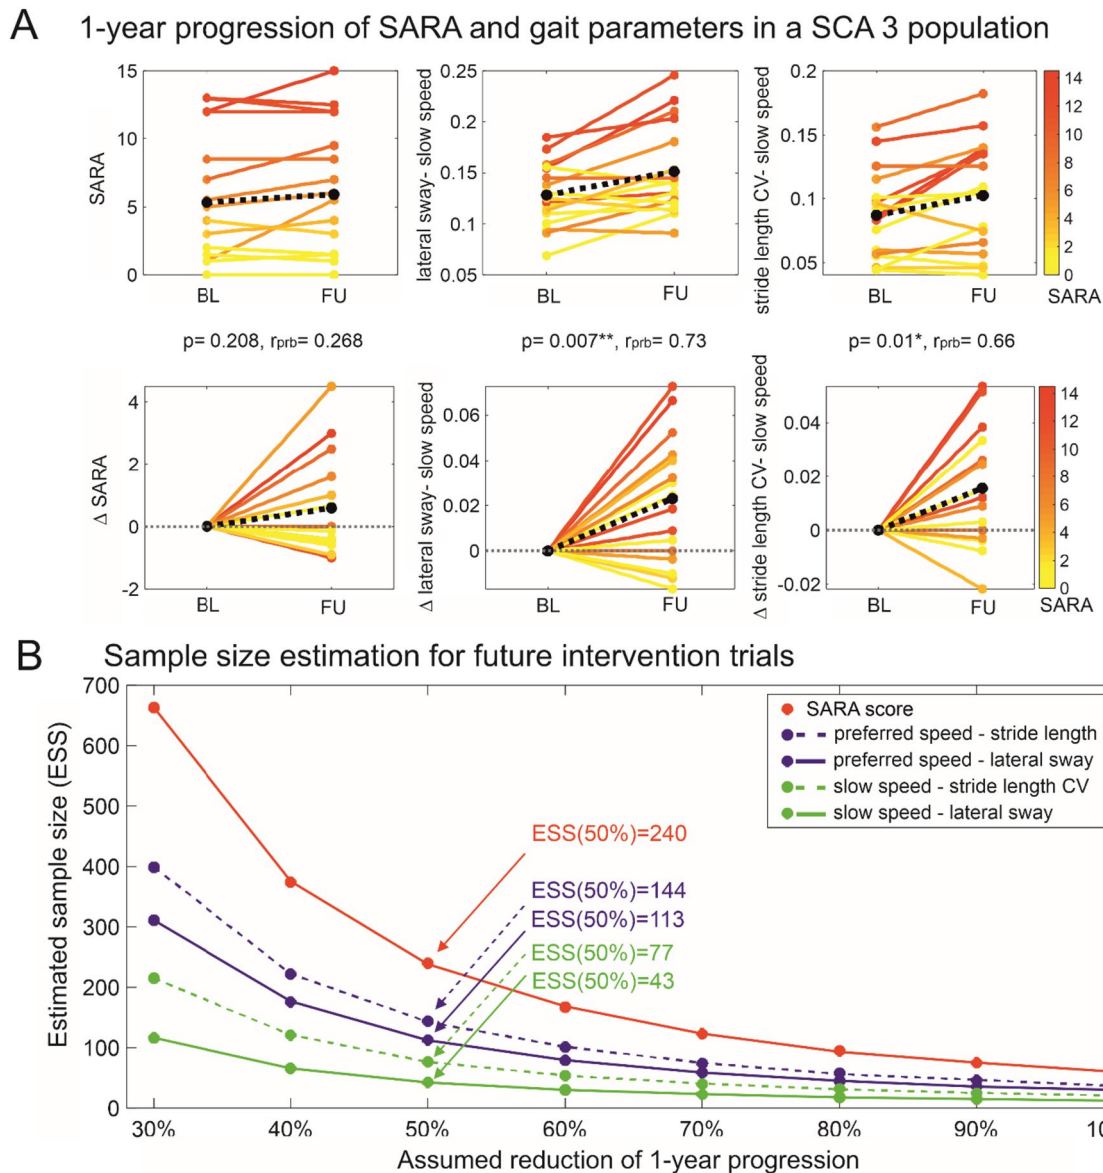 A 1-year progression of SARA and gait parameters in a SCA 3 population
SARA
15
10
5
0
BL FU
lateral sway- slow speed
0.25
0.2
0.15
0.1
0.05
BL FU
stride length CV- slow speed
0.2
0.15
0.1
0.05
BL FU
14
12
10
8
6
4
2
0
SARA
p= 0.208, rprb= 0.268
p= 0.007**, rprb= 0.73
p= 0.01*, rprb= 0.66
Δ SARA
4
2
0
-2
BL FU
Δ lateral sway- slow speed
0.06
0.04
0.02
0
BL FU
Δ stride length CV- slow speed
0.04
0.02
0
-0.02
BL FU
14
12
10
8
6
4
2
0
SARA
B Sample size estimation for future intervention trials
Estimated sample size (ESS)
700
600
500
400
300
200
100
0
SARA score
preferred speed - stride length
preferred speed - lateral sway
slow speed - stride length CV
slow speed - lateral sway
ESS(50%)=240
ESS(50%)=144
ESS(50%)=113
ESS(50%)=77
ESS(50%)=43
30% 40% 50% 60% 70% 80% 90% 10
Assumed reduction of 1-year progression